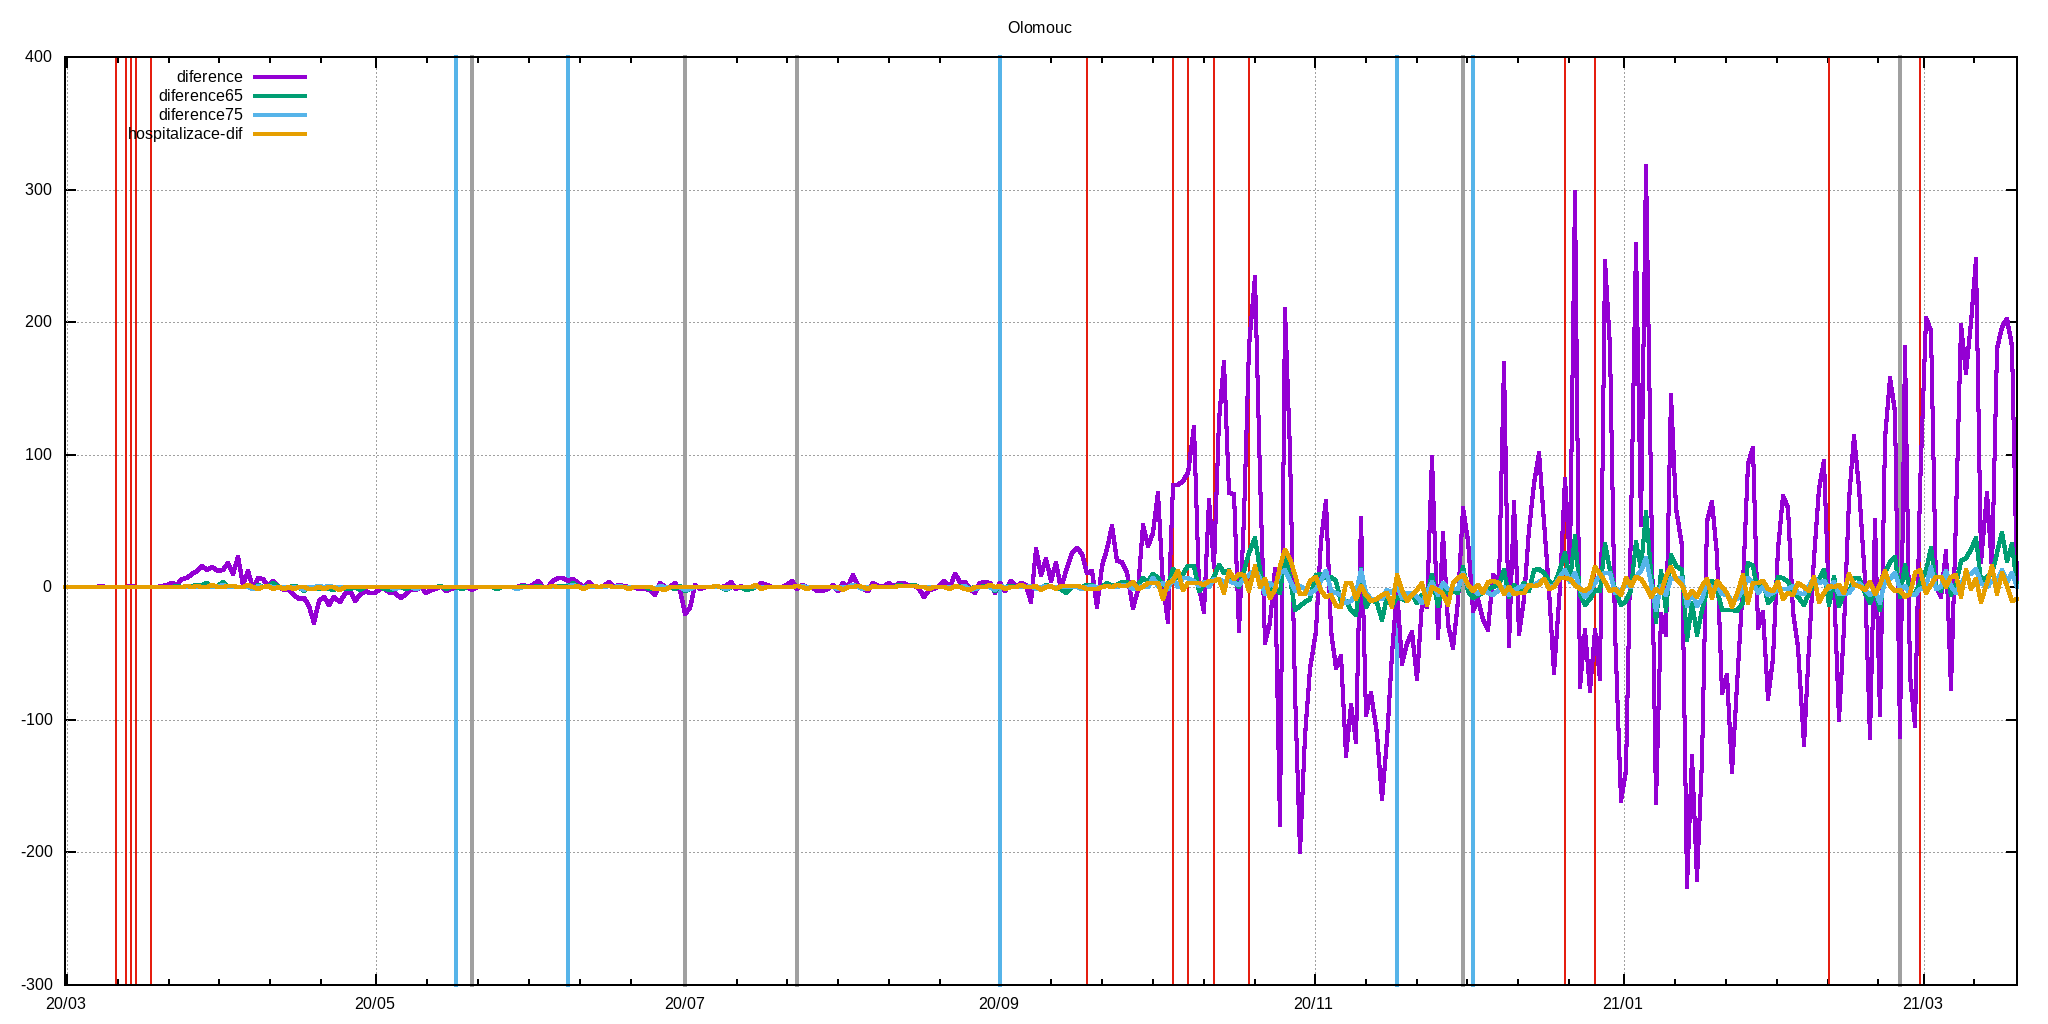 Olomouc
400
diference
diference65
diference75
hospitalizace-dif
300
200
100
0
-100
-200
-300
20/03 20/05 20/07 20/09 20/11 21/01 21/03